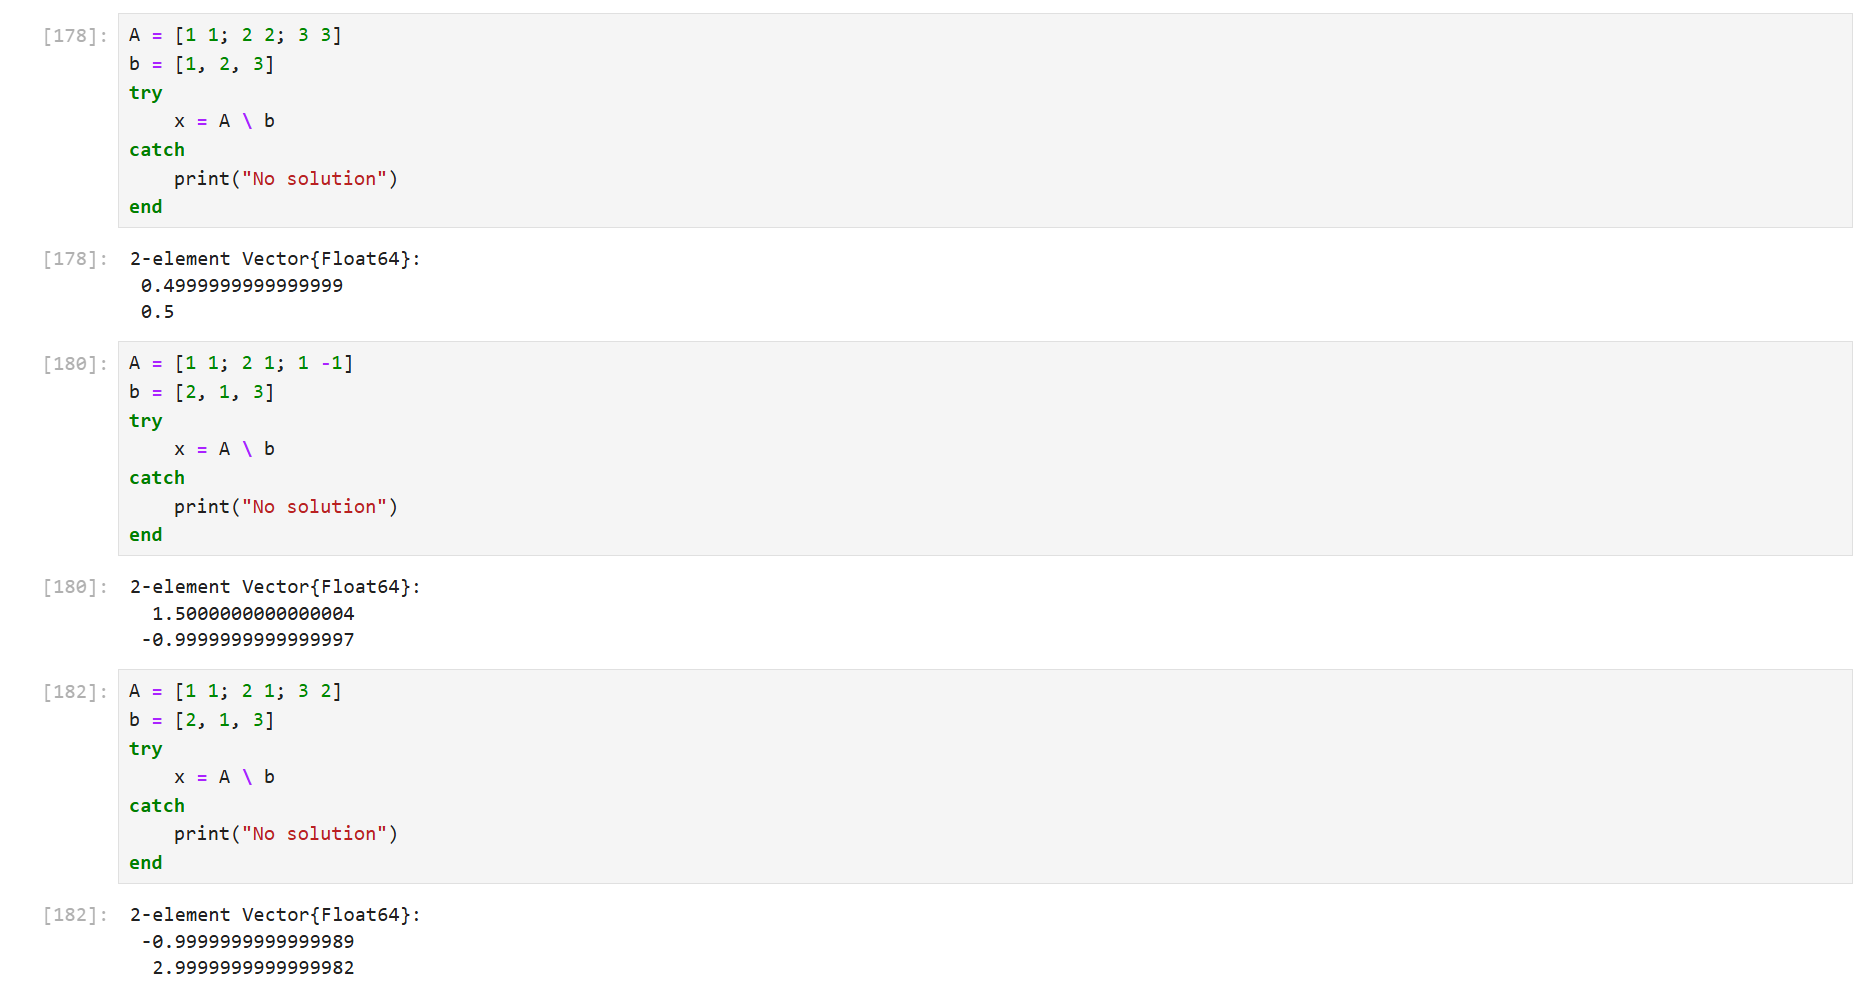 [178]: A = [1 1; 2 2; 3 3]
b = [1, 2, 3]
try
    x = A \ b
catch
    print("No solution")
end
[178]: 2-element Vector{Float64}:
 0.4999999999999999
 0.5
[180]: A = [1 1; 2 1; 1 -1]
b = [2, 1, 3]
try
    x = A \ b
catch
    print("No solution")
end
[180]: 2-element Vector{Float64}:
  1.5000000000000004
 -0.9999999999999997
[182]: A = [1 1; 2 1; 3 2]
b = [2, 1, 3]
try
    x = A \ b
catch
    print("No solution")
end
[182]: 2-element Vector{Float64}:
 -0.9999999999999989
  2.9999999999999982